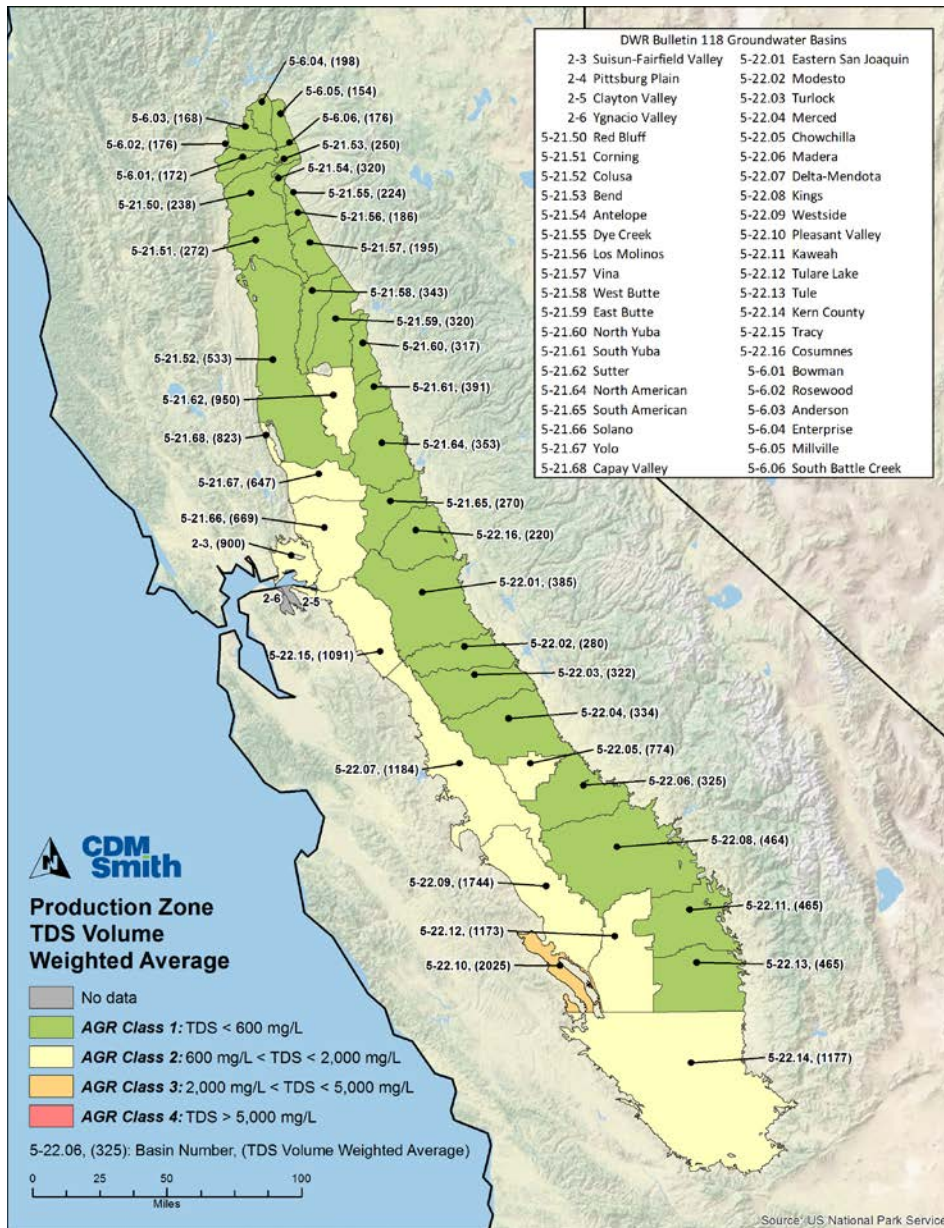 DWR Bulletin 118 Groundwater Basins
2-3 Suisun-Fairfield Valley 5-22.01 Eastern San Joaquin
2-4 Pittsburg Plain 5-22.02 Modesto
2-5 Clayton Valley 5-22.03 Turlock
2-6 Ygnacio Valley 5-22.04 Merced
5-21.50 Red Bluff 5-22.05 Chowchilla
5-21.51 Corning 5-22.06 Madera
5-21.52 Colusa 5-22.07 Delta-Mendota
5-21.53 Bend 5-22.08 Kings
5-21.54 Antelope 5-22.09 Westside
5-21.55 Dye Creek 5-22.10 Pleasant Valley
5-21.56 Los Molinos 5-22.11 Kaweah
5-21.57 Vina 5-22.12 Tulare Lake
5-21.58 West Butte 5-22.13 Tule
5-21.59 East Butte 5-22.14 Kern County
5-21.60 North Yuba 5-22.15 Tracy
5-21.61 South Yuba 5-22.16 Cosumnes
5-21.62 Sutter 5-6.01 Bowman
5-21.64 North American 5-6.02 Rosewood
5-21.65 South American 5-6.03 Anderson
5-21.66 Solano 5-6.04 Enterprise
5-21.67 Yolo 5-6.05 Millville
5-21.68 Capay Valley 5-6.06 South Battle Creek
5-6.04, (198)
5-6.05, (154)
5-6.03, (168)
5-6.06, (176)
5-6.02, (176)
5-21.53, (250)
5-6.01, (172)
5-21.54, (320)
5-21.55, (224)
5-21.50, (238)
5-21.56, (186)
5-21.51, (272)
5-21.57, (195)
5-21.58, (343)
5-21.59, (320)
5-21.60, (317)
5-21.52, (533)
5-21.61, (391)
5-21.62, (950)
5-21.68, (823)
5-21.64, (353)
5-21.67, (647)
5-21.65, (270)
5-21.66, (669)
5-22.16, (220)
2-3, (900)
5-22.01, (385)
2-6
2-5
5-22.15, (1091)
5-22.02, (280)
5-22.03, (322)
5-22.04, (334)
5-22.05, (774)
5-22.07, (1184)
5-22.06, (325)
5-22.08, (464)
5-22.09, (1744)
5-22.11, (465)
5-22.12, (1173)
5-22.10, (2025)
5-22.13, (465)
5-22.14, (1177)
N
CDM
Smith
Production Zone
TDS Volume
Weighted Average
No data
AGR Class 1: TDS < 600 mg/L
AGR Class 2: 600 mg/L < TDS < 2,000 mg/L
AGR Class 3: 2,000 mg/L < TDS < 5,000 mg/L
AGR Class 4: TDS > 5,000 mg/L
5-22.06, (325): Basin Number, (TDS Volume Weighted Average)
0 50 100
Miles
Source: US National Park Service